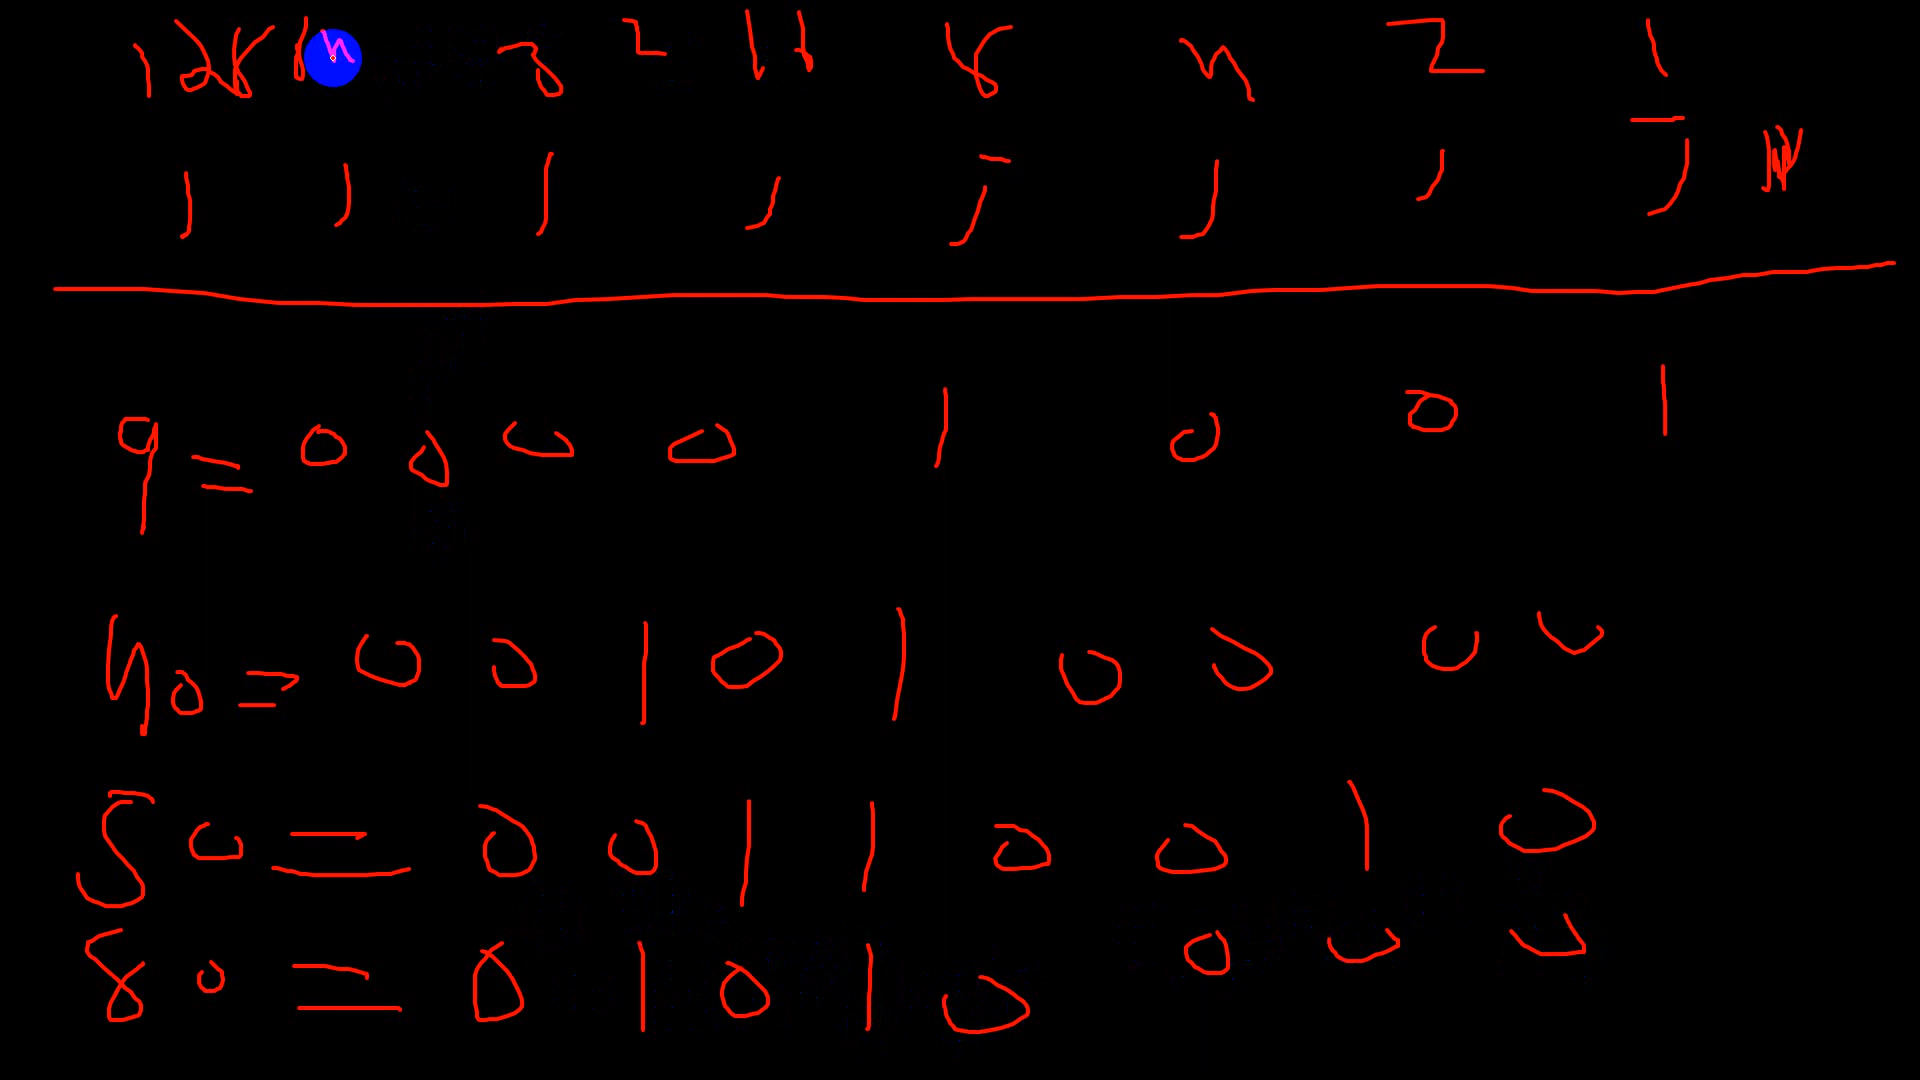 128 64 32 16 8 4 2 1
1 1 1 1 1 1 1 1
9 = 0 0 0 0 1 0 0 1
40 = 0 0 1 0 1 0 0 0 0
50 = 0 0 1 1 0 0 1 0
80 = 0 1 0 1 0 0 0 0